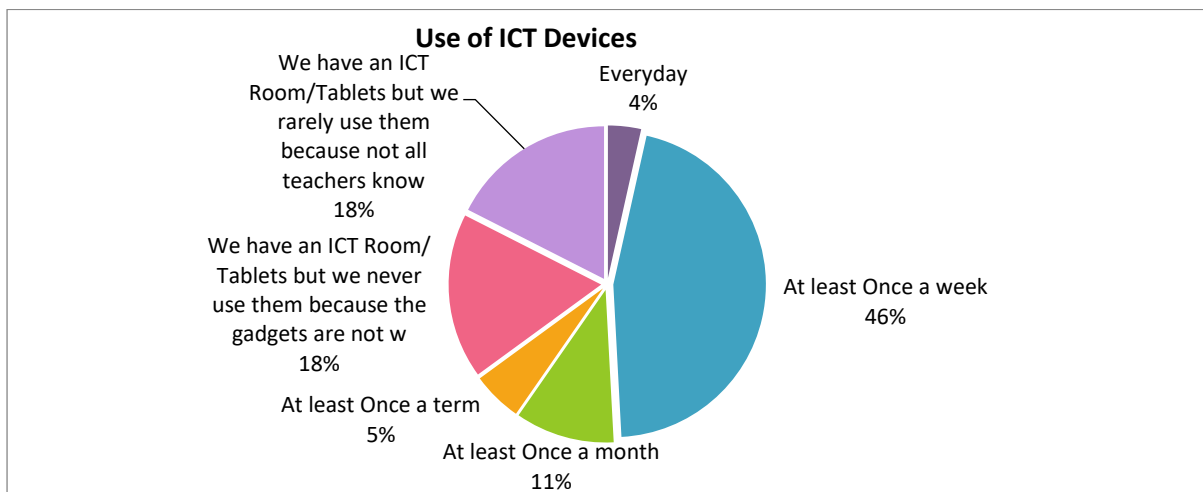 Use of ICT Devices
We have an ICT
Room/Tablets but we
rarely use them
because not all
teachers know
18%
Everyday
4%
At least Once a week
46%
We have an ICT Room/
Tablets but we never
use them because the
gadgets are not w
18%
At least Once a term
5%
At least Once a month
11%